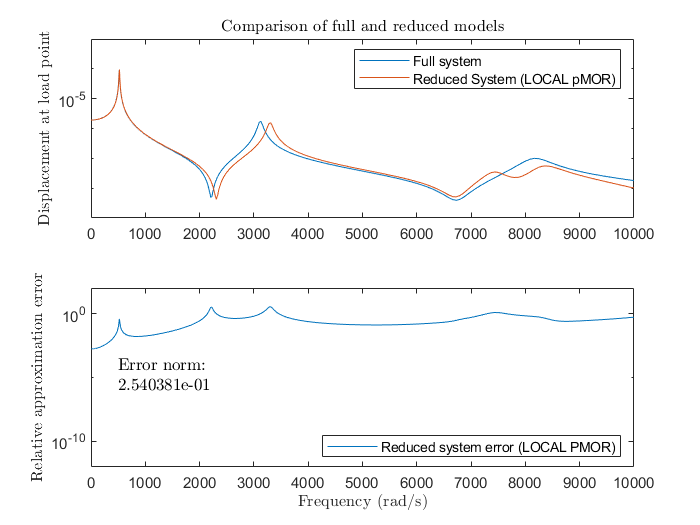 Comparison of full and reduced models
Displacement at load point
10-5
Full system
Reduced System (LOCAL pMOR)
0 1000 2000 3000 4000 5000 6000 7000 8000 9000 10000
Relative approximation error
100
10-10
Error norm:
2.540381e-01
Reduced system error (LOCAL PMOR)
0 1000 2000 3000 4000 5000 6000 7000 8000 9000 10000
Frequency (rad/s)